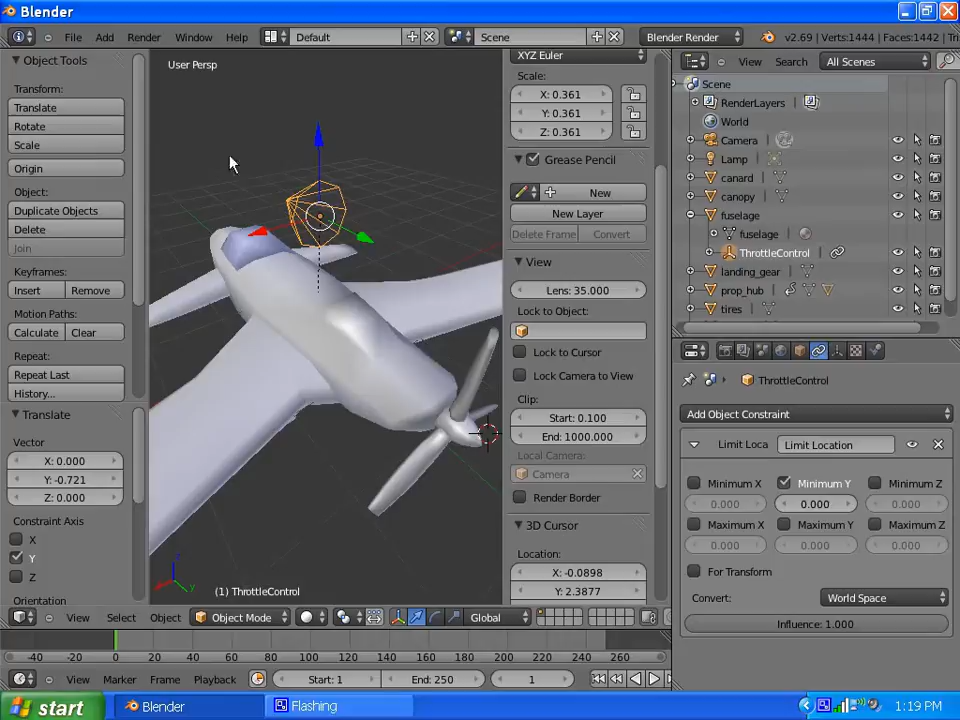 Blender
File Add Render Window Help Default Scene Blender Render v2.69 | Verts:1444 | Faces:1442 |
Object Tools
Transform:
Translate
Rotate
Scale
Origin
Object:
Duplicate Objects
Delete
Join
Keyframes:
Insert Remove
Motion Paths:
Calculate Clear
Repeat:
Repeat Last
History...
Translate
Vector
X: 0.000
Y: -0.721
Z: 0.000
Constraint Axis
X
Y
Z
Orientation
User Persp
(1) ThrottleControl
XYZ Euler
Scale:
X: 0.361
Y: 0.361
Z: 0.361
Grease Pencil
New
New Layer
Delete Frame Convert
View
Lens: 35.000
Lock to Object:
Lock to Cursor
Lock Camera to View
Clip:
Start: 0.100
End: 1000.000
Local Camera:
Camera
Render Border
3D Cursor
Location:
X: -0.0898
Y: 2.3877
View Search All Scenes
Scene
RenderLayers
World
Camera
Lamp
canard
canopy
fuselage
fuselage
ThrottleControl
landing_gear
prop_hub
tires
ThrottleControl
Add Object Constraint
Limit Loca Limit Location
Minimum X Minimum Y Minimum Z
0.000 0.000 0.000
Maximum X Maximum Y Maximum Z
0.000 0.000 0.000
For Transform
Convert: World Space
Influence: 1.000
View Select Object Object Mode Global
-40 -20 0 20 40 60 80 100 120 140 160 180 200 220 240 260
View Marker Frame Playback Start: 1 End: 250 1
start Blender Flashing 1:19 PM